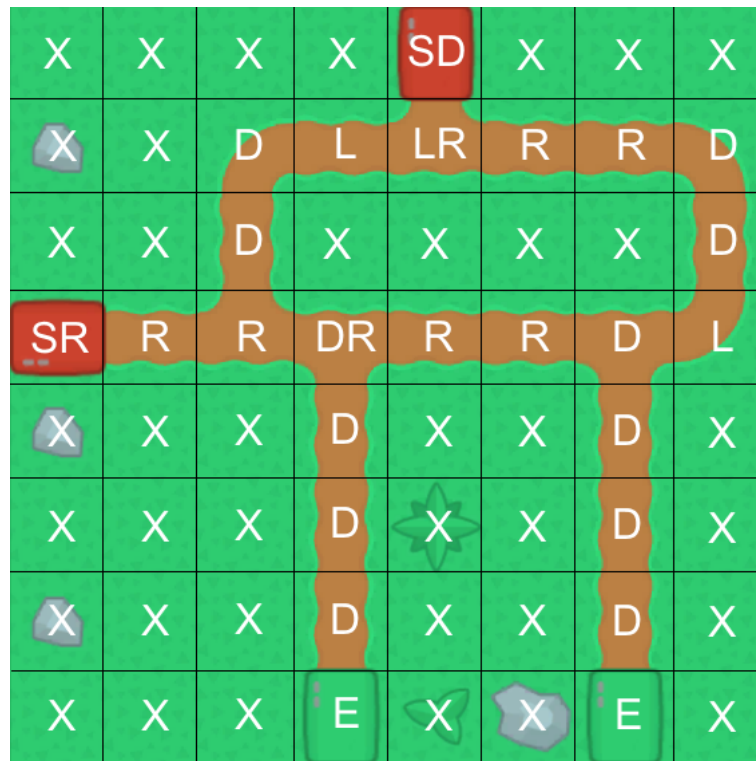 X X X X SD X X X
X X D L LR R R D
X X D X X X X D
SR R R DR R R D L
X X X D X X D X
X X X D X X D X
X X X D X X D X
X X X E X X E X